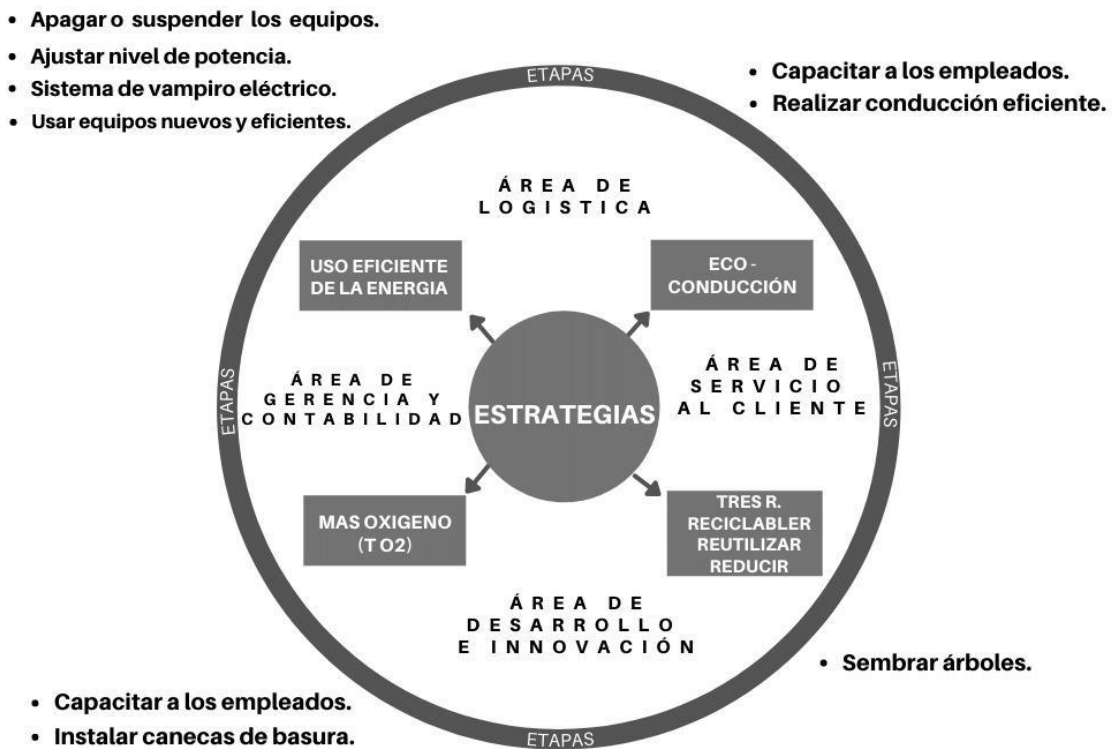 • Apagar o suspender los equipos.
• Ajustar nivel de potencia.
• Sistema de vampiro eléctrico.
• Usar equipos nuevos y eficientes.
• Capacitar a los empleados.
• Realizar conducción eficiente.
ETAPAS
ÁREA DE
LOGISTICA
USO EFICIENTE
DE LA ENERGIA
ECO -
CONDUCCIÓN
ETAPAS
ÁREA DE
GERENCIA Y
CONTABILIDAD
ESTRATEGIAS
ÁREA DE
SERVICIO
AL CLIENTE
ETAPAS
MAS OXIGENO
(T O2)
TRES R.
RECICLABLER
REUTILIZAR
REDUCIR
ÁREA DE
DESARROLLO
E INNOVACIÓN
• Sembrar árboles.
• Capacitar a los empleados.
• Instalar canecas de basura.
ETAPAS